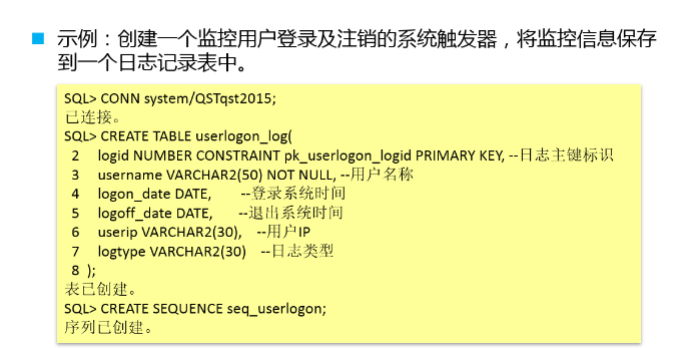 示例：创建一个监控用户登录及注销的系统触发器，将监控信息保存
到一个日志记录表中。
SQL> CONN system/QSTqst2015;
已连接。
SQL> CREATE TABLE userlogon_log(
2 logid NUMBER CONSTRAINT pk_userlogon_logid PRIMARY KEY, --日志主键标识
3 username VARCHAR2(50) NOT NULL, --用户名称
4 logon_date DATE, --登录系统时间
5 logoff_date DATE, --退出系统时间
6 userip VARCHAR2(30), --用户IP
7 logtype VARCHAR2(30) --日志类型
8 );
表已创建。
SQL> CREATE SEQUENCE seq_userlogon;
序列已创建。